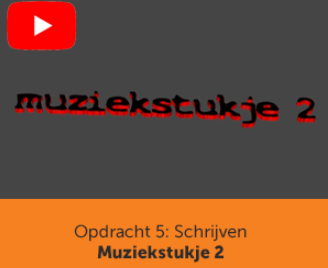 muziekstukje 2
Opdracht 5: Schrijven
Muziekstukje 2